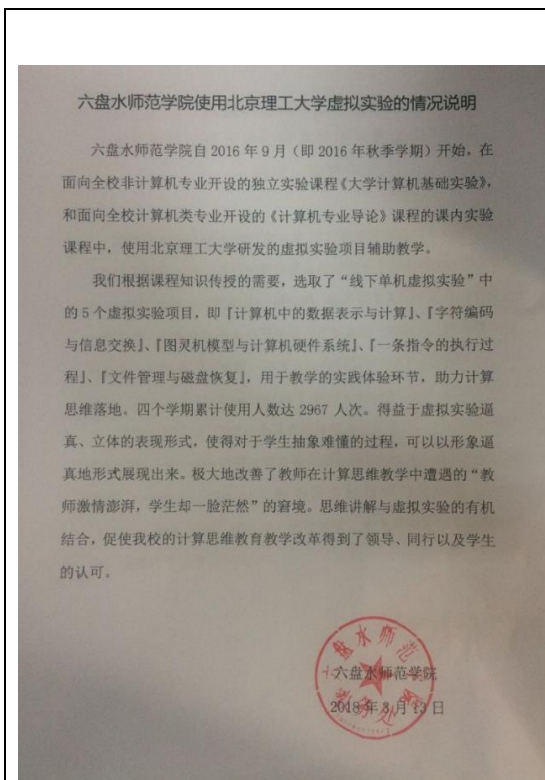 六盘水师范学院使用北京理工大学虚拟实验的情况说明
六盘水师范学院自 2016 年 9 月（即 2016 年秋季学期）开始，在
面向全校非计算机专业开设的独立实验课程《大学计算机基础实验》，
和面向全校计算机类专业开设的《计算机专业导论》课程的课内实验
课程中，使用北京理工大学研发的虚拟实验项目辅助教学。
我们根据课程知识传授的需要，选取了“线下单机虚拟实验”中
的 5 个虚拟实验项目，即『计算机中的数据表示与计算』、『字符编码
与信息交换』、『图灵机模型与计算机硬件系统』、『一条指令的执行过
程』、『文件管理与磁盘恢复』，用于教学的实践体验环节，助力计算
思维落地。四个学期累计使用人数达 2967 人次。得益于虚拟实验逼
真、立体的表现形式，使得对于学生抽象难懂的过程，可以以形象逼
真地形式展现出来。极大地改善了教师在计算思维教学中遭遇的“教
师激情澎湃，学生却一脸茫然”的窘境。思维讲解与虚拟实验的有机
结合，促使我校的计算思维教育教学改革得到了领导、同行以及学生
的认可。
六盘水师范学院
教务处
六盘水师范学院
2018 年 3 月 13 日